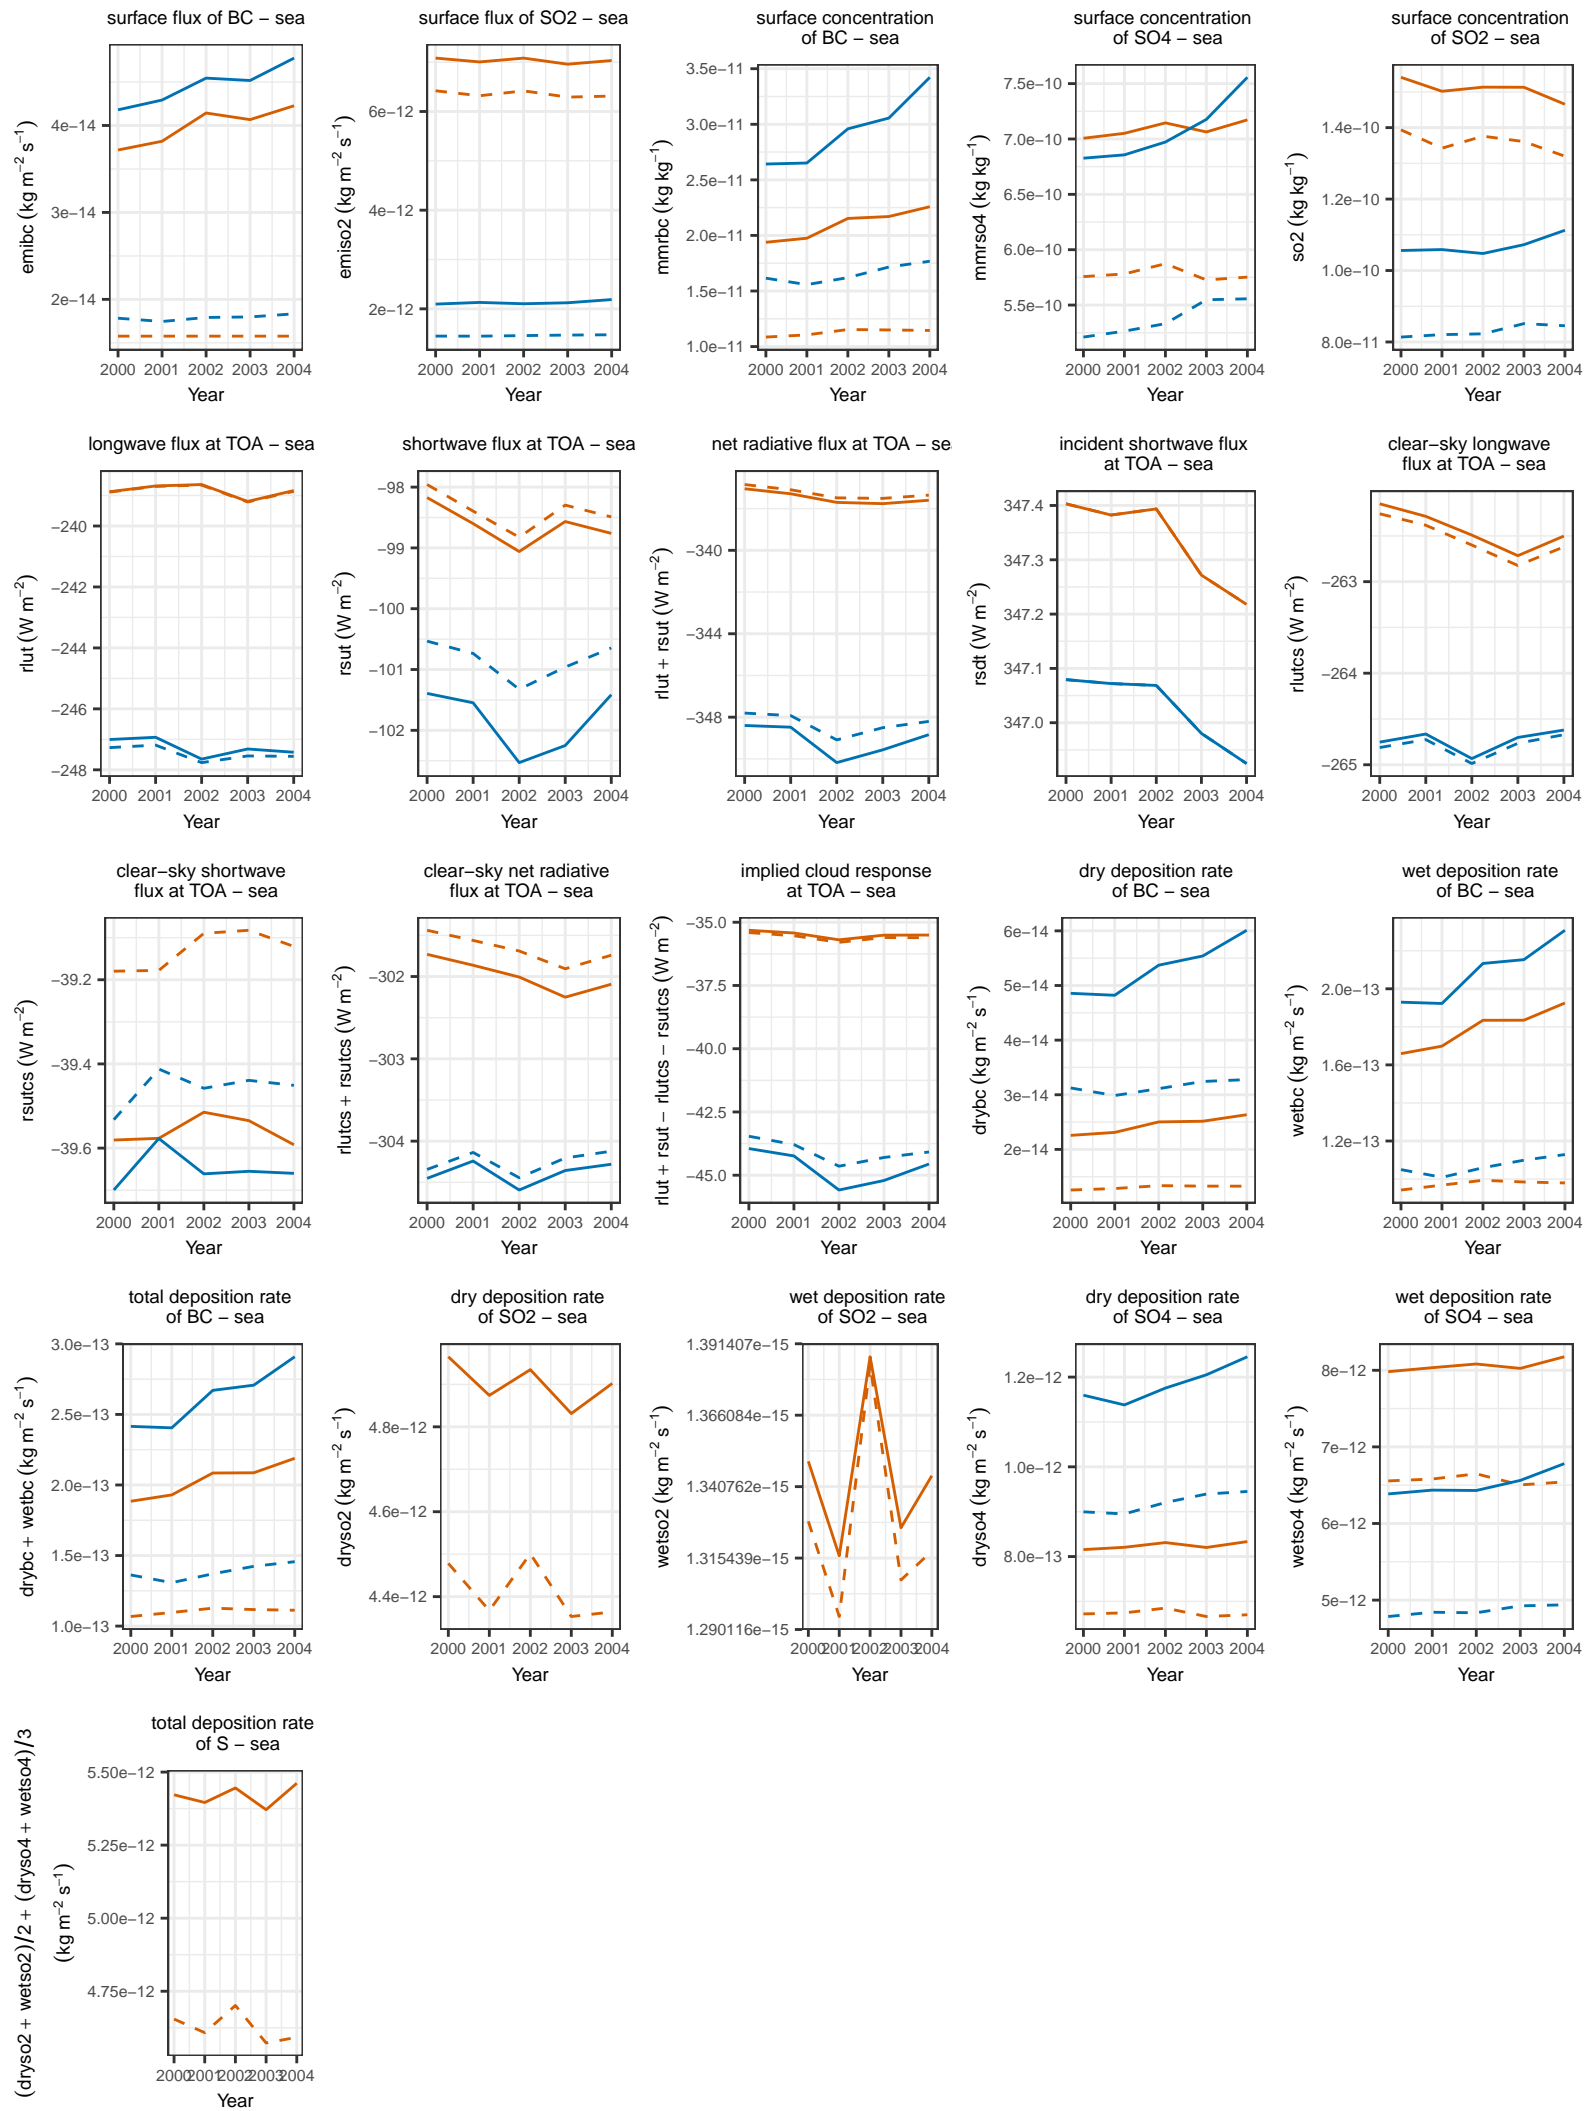 surface flux of BC − sea
emibc (kg m−2 s−1)
4e−14
3e−14
2e−14
2000 2001 2002 2003 2004
Year
surface flux of SO2 − sea
emiso2 (kg m−2 s−1)
6e−12
4e−12
2e−12
2000 2001 2002 2003 2004
Year
surface concentration
of BC − sea
mmrbc (kg kg−1)
3.5e−11
3.0e−11
2.5e−11
2.0e−11
1.5e−11
1.0e−11
2000 2001 2002 2003 2004
Year
surface concentration
of SO4 − sea
mmrso4 (kg kg−1)
7.5e−10
7.0e−10
6.5e−10
6.0e−10
5.5e−10
2000 2001 2002 2003 2004
Year
surface concentration
of SO2 − sea
so2 (kg kg−1)
1.4e−10
1.2e−10
1.0e−10
8.0e−11
2000 2001 2002 2003 2004
Year
longwave flux at TOA − sea
rlut (W m−2)
−240
−242
−244
−246
−248
2000 2001 2002 2003 2004
Year
shortwave flux at TOA − sea
rsut (W m−2)
−98
−99
−100
−101
−102
2000 2001 2002 2003 2004
Year
net radiative flux at TOA − se
rlut + rsut (W m−2)
−340
−344
−348
2000 2001 2002 2003 2004
Year
incident shortwave flux
at TOA − sea
rsdt (W m−2)
347.4
347.3
347.2
347.1
347.0
2000 2001 2002 2003 2004
Year
clear−sky longwave
flux at TOA − sea
rlutcs (W m−2)
−263
−264
−265
2000 2001 2002 2003 2004
Year
clear−sky shortwave
flux at TOA − sea
rsutcs (W m−2)
−39.2
−39.4
−39.6
2000 2001 2002 2003 2004
Year
clear−sky net radiative
flux at TOA − sea
rlutcs + rsutcs (W m−2)
−302
−303
−304
2000 2001 2002 2003 2004
Year
implied cloud response
at TOA − sea
rlut + rsut − rlutcs − rsutcs (W m−2)
−35.0
−37.5
−40.0
−42.5
−45.0
2000 2001 2002 2003 2004
Year
dry deposition rate
of BC − sea
drybc (kg m−2 s−1)
6e−14
5e−14
4e−14
3e−14
2e−14
2000 2001 2002 2003 2004
Year
wet deposition rate
of BC − sea
wetbc (kg m−2 s−1)
2.0e−13
1.6e−13
1.2e−13
2000 2001 2002 2003 2004
Year
total deposition rate
of BC − sea
drybc + wetbc (kg m−2 s−1)
3.0e−13
2.5e−13
2.0e−13
1.5e−13
1.0e−13
2000 2001 2002 2003 2004
Year
dry deposition rate
of SO2 − sea
dryso2 (kg m−2 s−1)
4.8e−12
4.6e−12
4.4e−12
2000 2001 2002 2003 2004
Year
wet deposition rate
of SO2 − sea
wetso2 (kg m−2 s−1)
1.391407e−15
1.366084e−15
1.340762e−15
1.315439e−15
1.290116e−15
2000 2001 2002 2003 2004
Year
dry deposition rate
of SO4 − sea
dryso4 (kg m−2 s−1)
1.2e−12
1.0e−12
8.0e−13
2000 2001 2002 2003 2004
Year
wet deposition rate
of SO4 − sea
wetso4 (kg m−2 s−1)
8e−12
7e−12
6e−12
5e−12
2000 2001 2002 2003 2004
Year
total deposition rate
of S − sea
(dryso2 + wetso2)/2 + (dryso4 + wetso4)/3
(kg m−2 s−1)
5.50e−12
5.25e−12
5.00e−12
4.75e−12
2000 2001 2002 2003 2004
Year